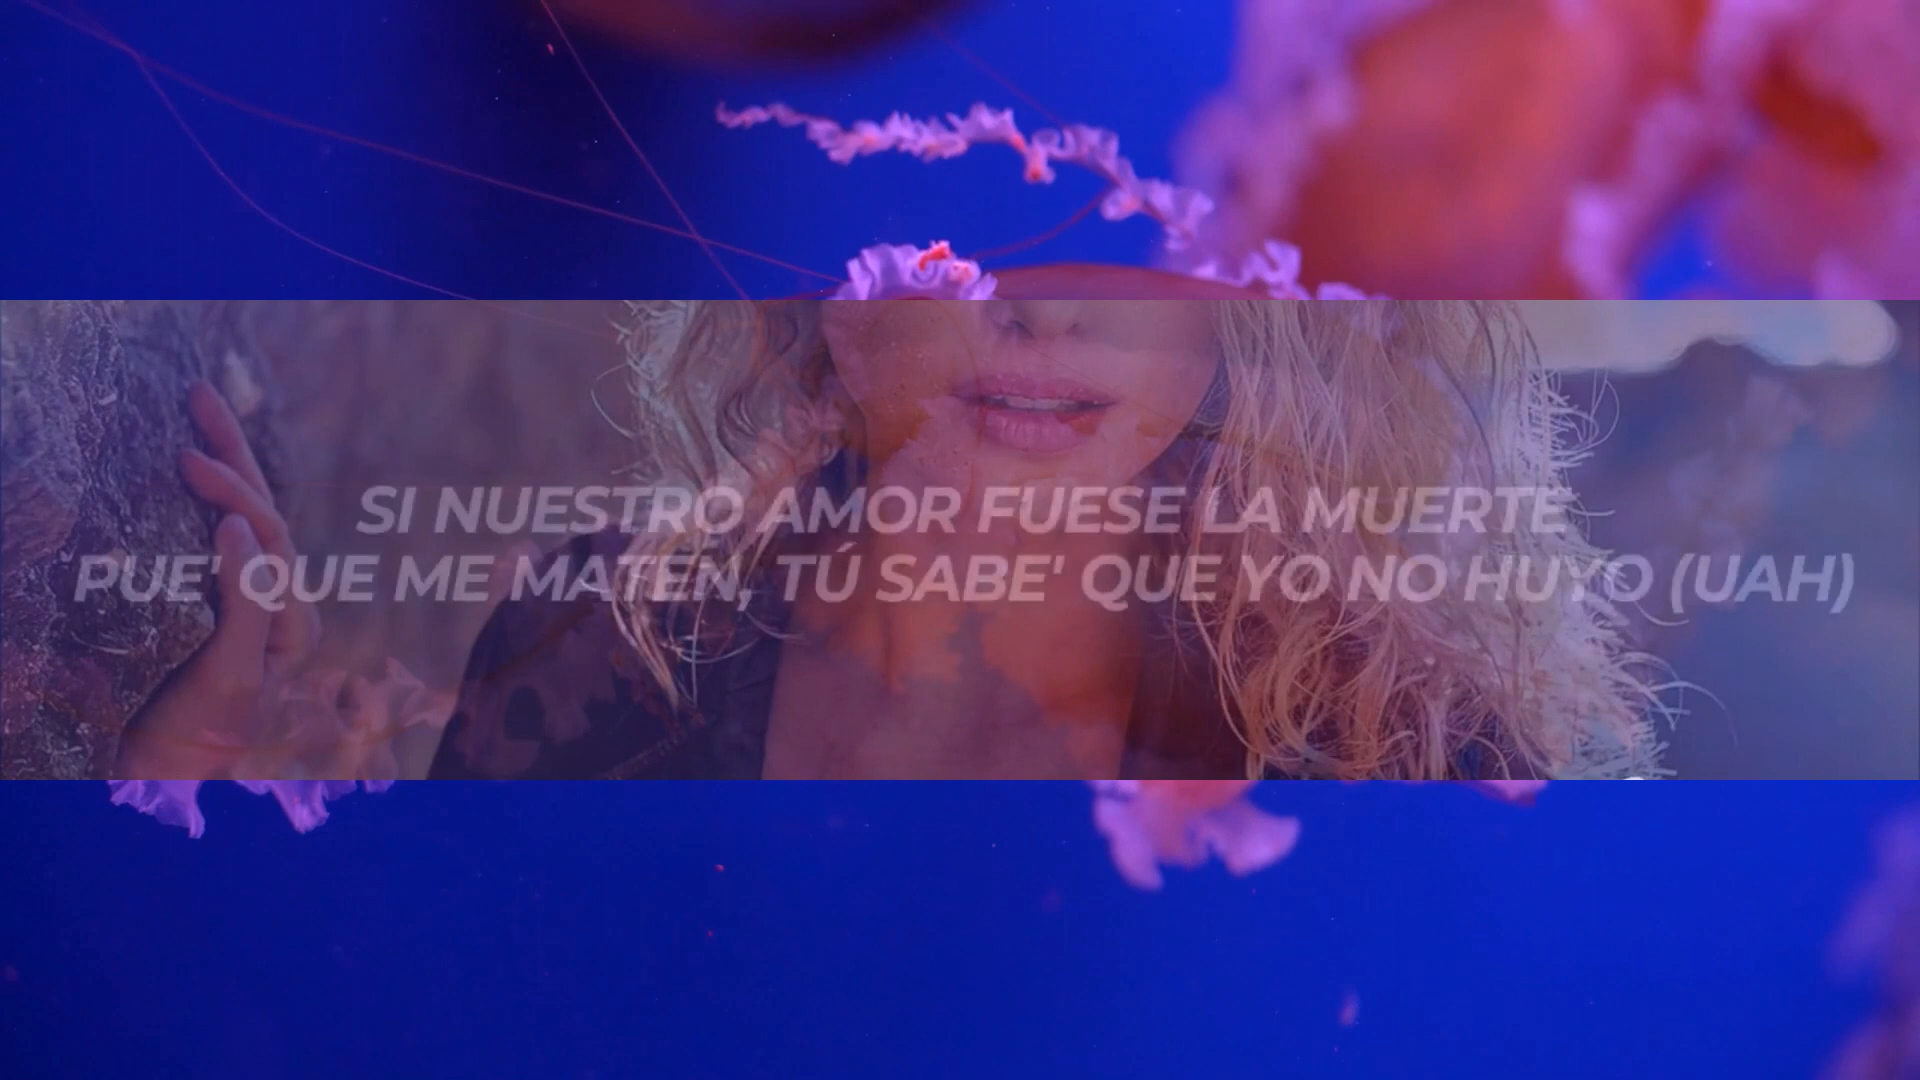 SI NUESTRO AMOR FUESE LA MUERTE
PUE' QUE ME MATEN, TÚ SABE' QUE YO NO HUYO (UAH)